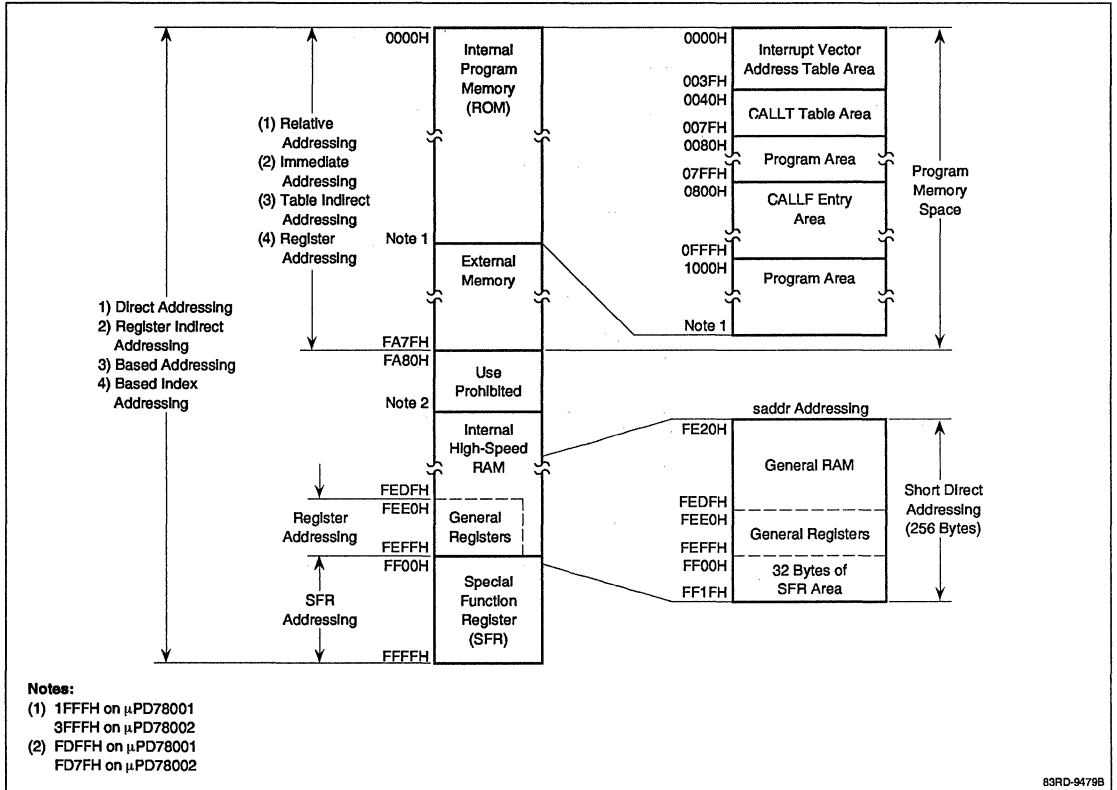 0000H
Internal
Program
Memory
(ROM)
(1) Relative
Addressing
(2) Immediate
Addressing
(3) Table Indirect
Addressing
(4) Register
Addressing
Note 1
External
Memory
1) Direct Addressing
2) Register Indirect
Addressing
3) Based Addressing
4) Based Index
Addressing
FA7FH
FA80H
Use
Prohibited
Note 2
Internal
High-Speed
RAM
FEDFH
FEE0H
Register
Addressing
General
Registers
FEFFH
FF00H
SFR
Addressing
Special
Function
Register
(SFR)
FFFFH
0000H
Interrupt Vector
Address Table Area
003FH
0040H
CALLT Table Area
007FH
0080H
Program Area
07FFH
0800H
CALLF Entry
Area
0FFFH
1000H
Program Area
Note 1
Program
Memory
Space
saddr Addressing
FE20H
General RAM
FEDFH
FEE0H
General Registers
FEFFH
FF00H
32 Bytes of
SFR Area
FF1FH
Short Direct
Addressing
(256 Bytes)
Notes:
(1) 1FFFH on µPD78001
3FFFH on µPD78002
(2) FDFFH on µPD78001
FD7FH on µPD78002
83RD-9479B